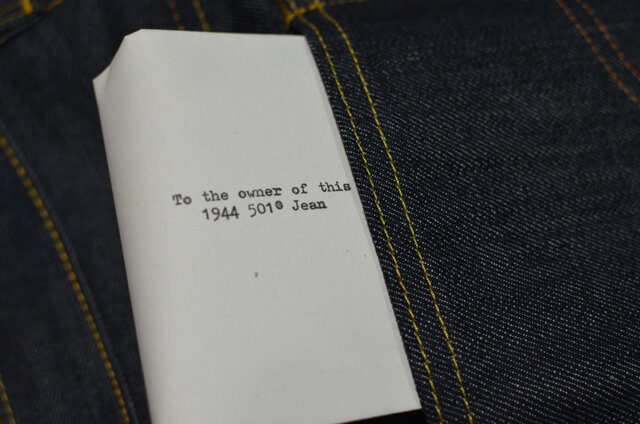 To the owner of this
1944 501® Jean